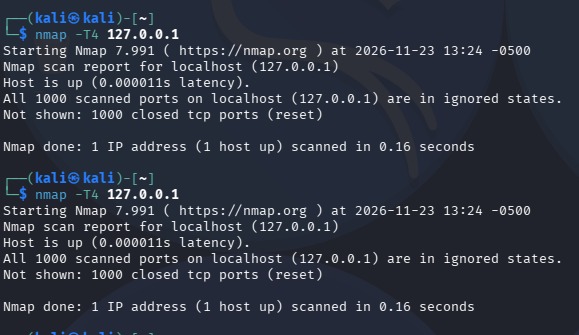 ┌──(kali㉿kali)-[~]
└─$ nmap -T4 127.0.0.1
Starting Nmap 7.991 ( https://nmap.org ) at 2026-11-23 13:24 -0500
Nmap scan report for localhost (127.0.0.1)
Host is up (0.000011s latency).
All 1000 scanned ports on localhost (127.0.0.1) are in ignored states.
Not shown: 1000 closed tcp ports (reset)

Nmap done: 1 IP address (1 host up) scanned in 0.16 seconds

┌──(kali㉿kali)-[~]
└─$ nmap -T4 127.0.0.1
Starting Nmap 7.991 ( https://nmap.org ) at 2026-11-23 13:24 -0500
Nmap scan report for localhost (127.0.0.1)
Host is up (0.000011s latency).
All 1000 scanned ports on localhost (127.0.0.1) are in ignored states.
Not shown: 1000 closed tcp ports (reset)

Nmap done: 1 IP address (1 host up) scanned in 0.16 seconds